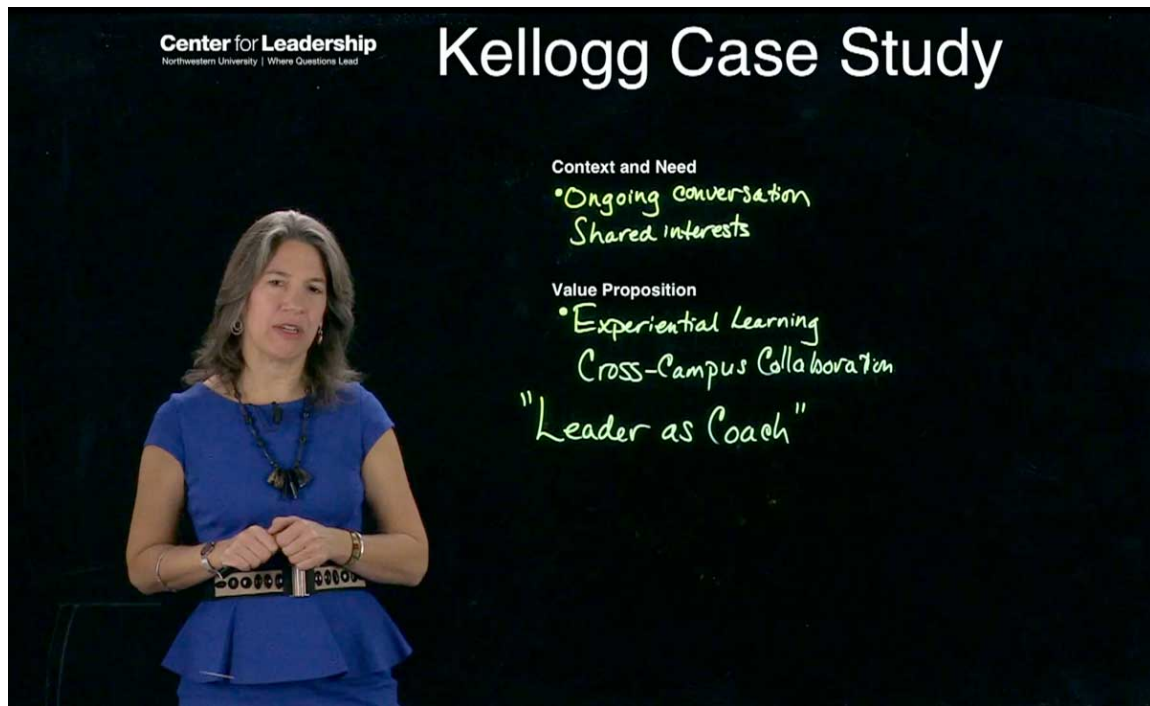 Center for Leadership
Northwestern University | Where Questions Lead
Kellogg Case Study
Context and Need
•Ongoing conversation
Shared interests
Value Proposition
•Experiential Learning
Cross-Campus Collaboration
"Leader as Coach"